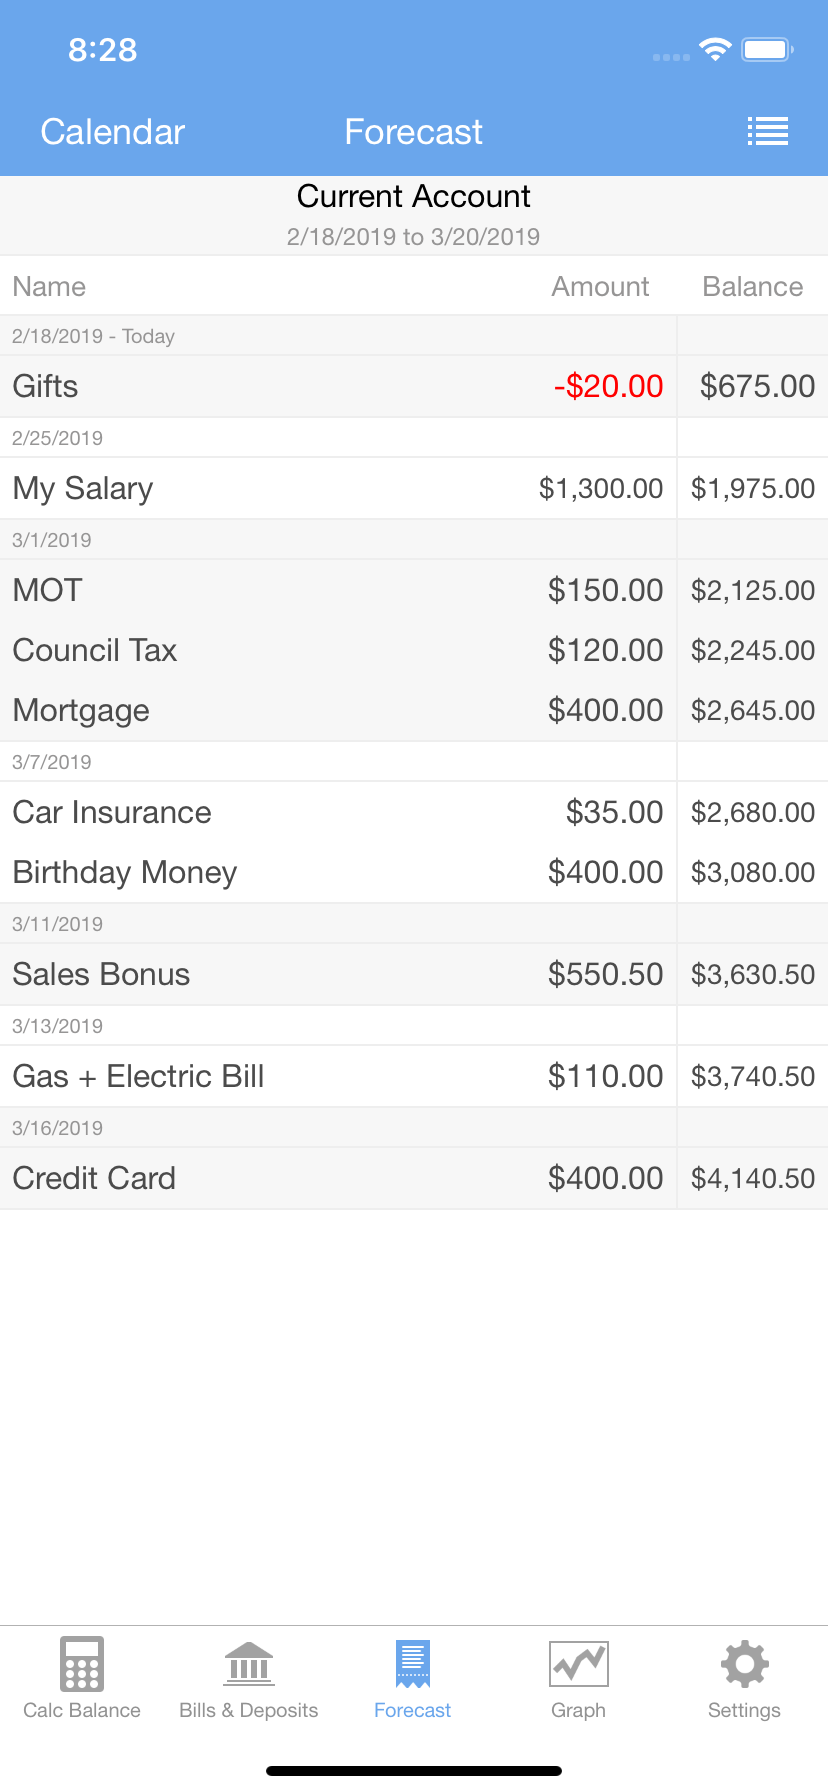 8:28
Calendar Forecast
Current Account
2/18/2019 to 3/20/2019
Name Amount Balance
2/18/2019 - Today
Gifts -$20.00 $675.00
2/25/2019
My Salary $1,300.00 $1,975.00
3/1/2019
MOT $150.00 $2,125.00
Council Tax $120.00 $2,245.00
Mortgage $400.00 $2,645.00
3/7/2019
Car Insurance $35.00 $2,680.00
Birthday Money $400.00 $3,080.00
3/11/2019
Sales Bonus $550.50 $3,630.50
3/13/2019
Gas + Electric Bill $110.00 $3,740.50
3/16/2019
Credit Card $400.00 $4,140.50
Calc Balance Bills & Deposits Forecast Graph Settings